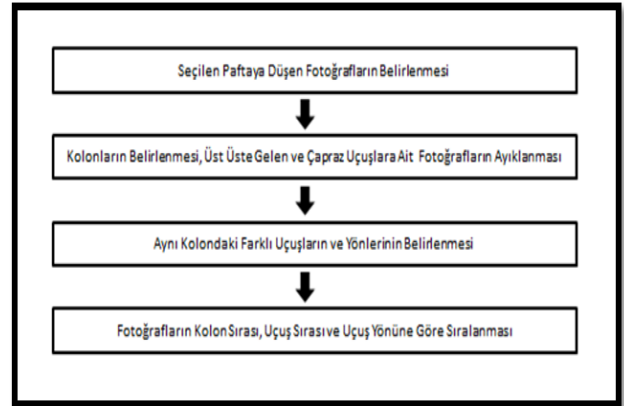 Seçilen Paftaya Düşen Fotoğrafların Belirlenmesi
Kolonların Belirlenmesi, Üst Üste Gelen ve Çapraz Uçuşlara Ait Fotoğrafların Ayıklanması
Aynı Kolondaki Farklı Uçuşların ve Yönlerinin Belirlenmesi
Fotoğrafların Kolon Sırası, Uçuş Sırası ve Uçuş Yönüne Göre Sıralanması